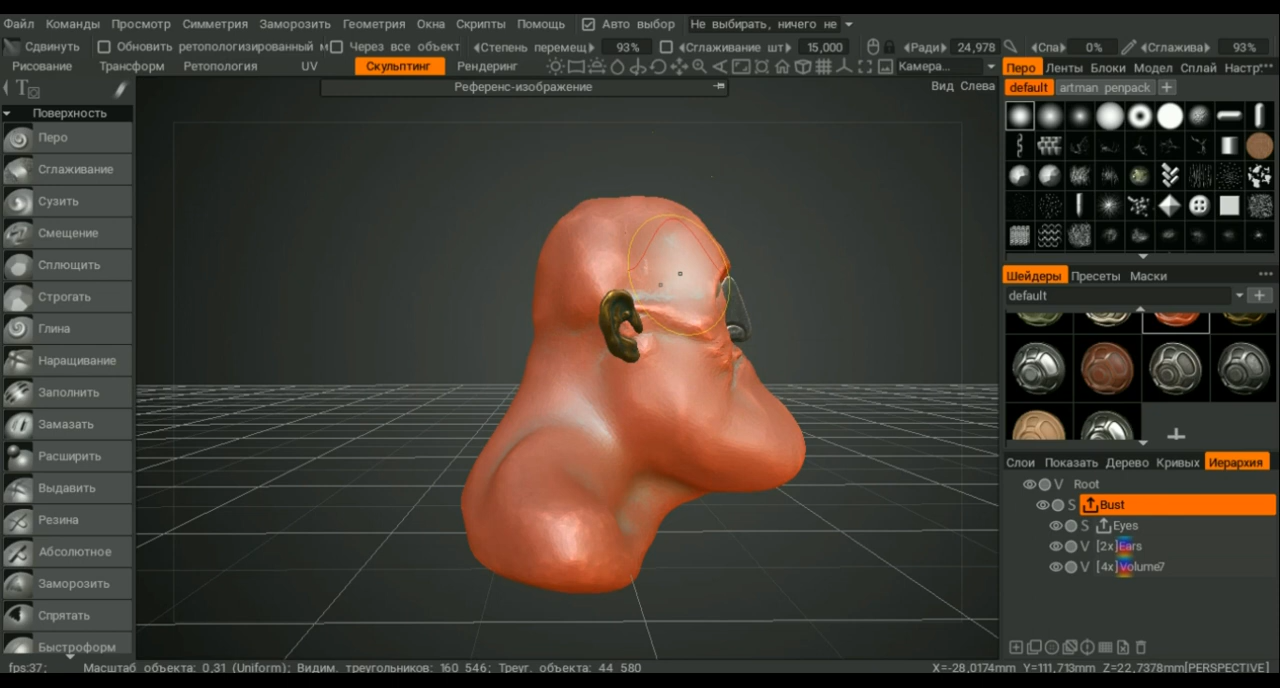 Файл Команды Просмотр Симметрия Заморозить Геометрия Окна Скрипты Помощь Авто выбор Не выбирать, ничего не
Сдвинуть Обновить ретопологизированный м Через все объект Степень перемещ 93% Сглаживание шт 15,000 Ради 24,978 Спа 0% Сглажива 93%
Рисование Трансформ Ретопология UV Скульптинг Рендеринг Камера...
Перо Ленты Блоки Модел Сплай Настр
Референс-изображение
Вид Слева
default artman penpack +
Поверхность
Перо
Сглаживание
Сузить
Смещение
Сплющить
Строгать
Глина
Наращивание
Заполнить
Замазать
Расширить
Выдавить
Резина
Абсолютное
Заморозить
Спрятать
Быстроформ
Шейдеры Пресеты Маски
default
Слои Показать Дерево Кривых Иерархия
V Root
S Bust
S Eyes
V [2x]Ears
V [4x]Volume7
fps:37; Масштаб объекта: 0,31 (Uniform); Видим. треугольников: 160 546; Треуг. объекта: 44 580
X=-28,0174mm Y=111,713mm Z=22,7378mm[PERSPECTIVE]